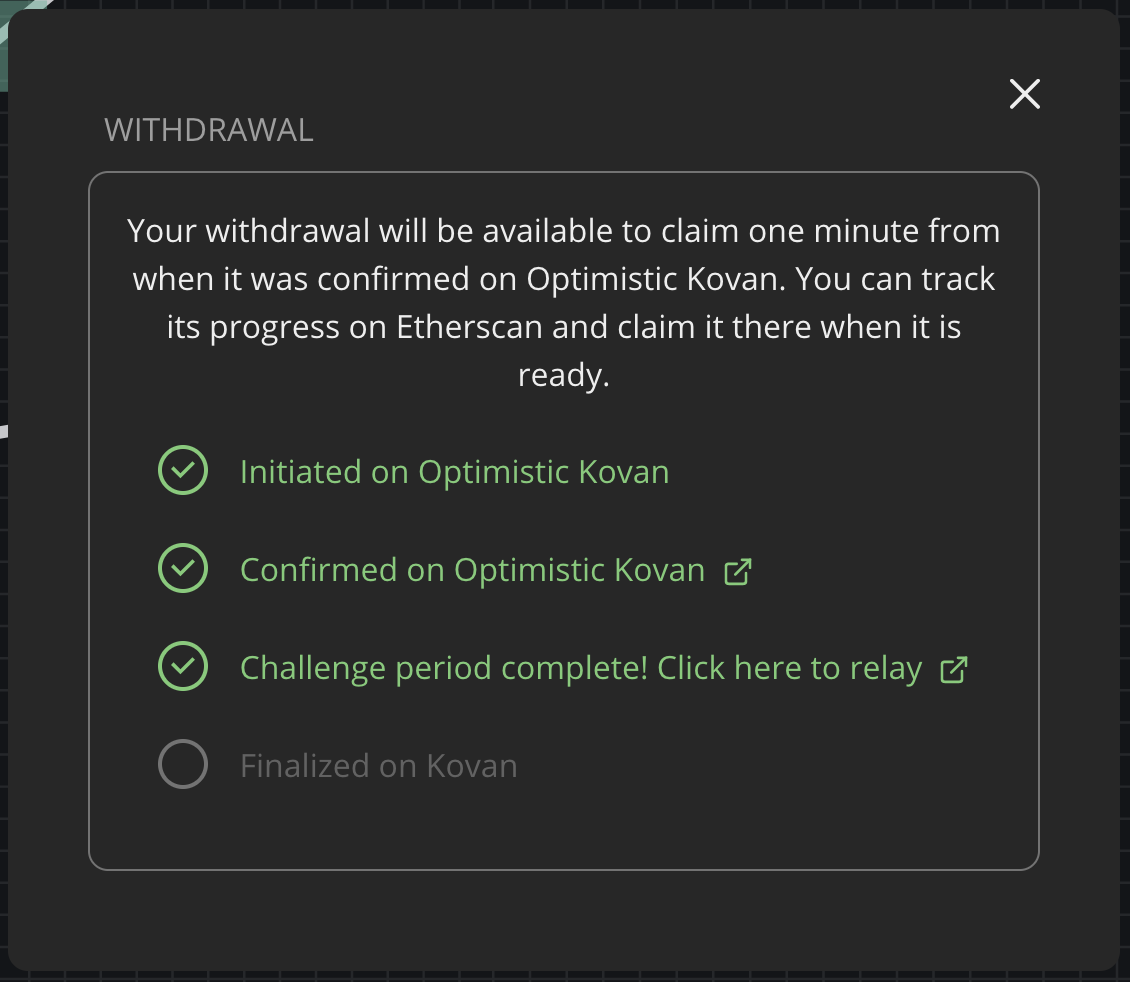 WITHDRAWAL
Your withdrawal will be available to claim one minute from
when it was confirmed on Optimistic Kovan. You can track
its progress on Etherscan and claim it there when it is
ready.
Initiated on Optimistic Kovan
Confirmed on Optimistic Kovan
Challenge period complete! Click here to relay
Finalized on Kovan